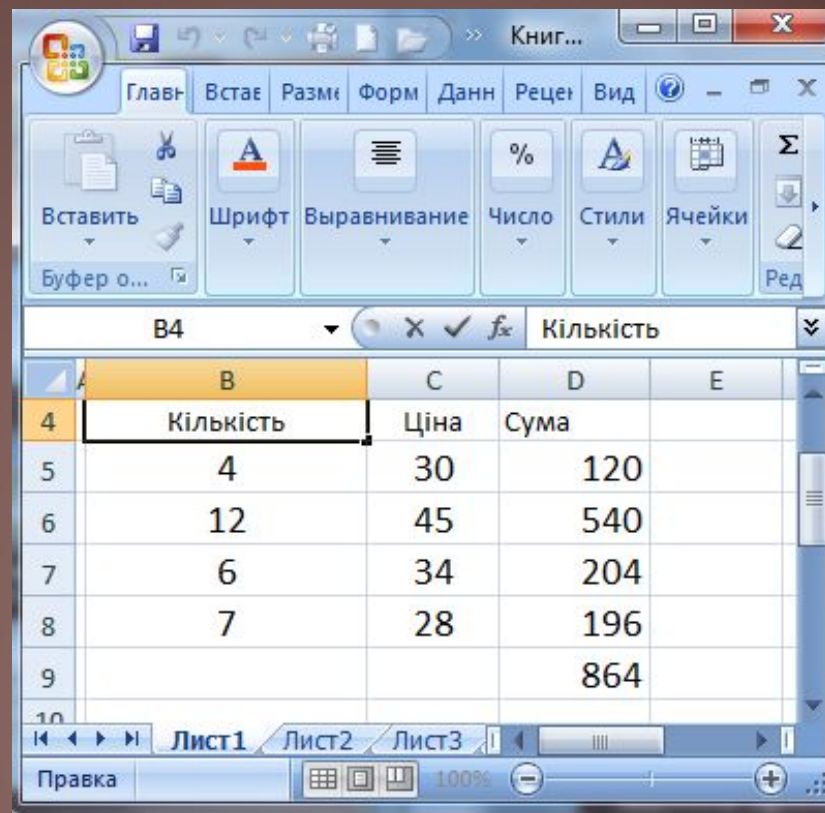 Книг...
Главн Встав Разме Форм Данн Рецен Вид
Σ
% 
Вставить Шрифт Выравнивание Число Стили Ячейки
Буфер о... Ред
B4 fx Кількість
A B C D E
4 Кількість Ціна Сума
5 4 30 120
6 12 45 540
7 6 34 204
8 7 28 196
9 864
10
Лист1 Лист2 Лист3
Правка 100%